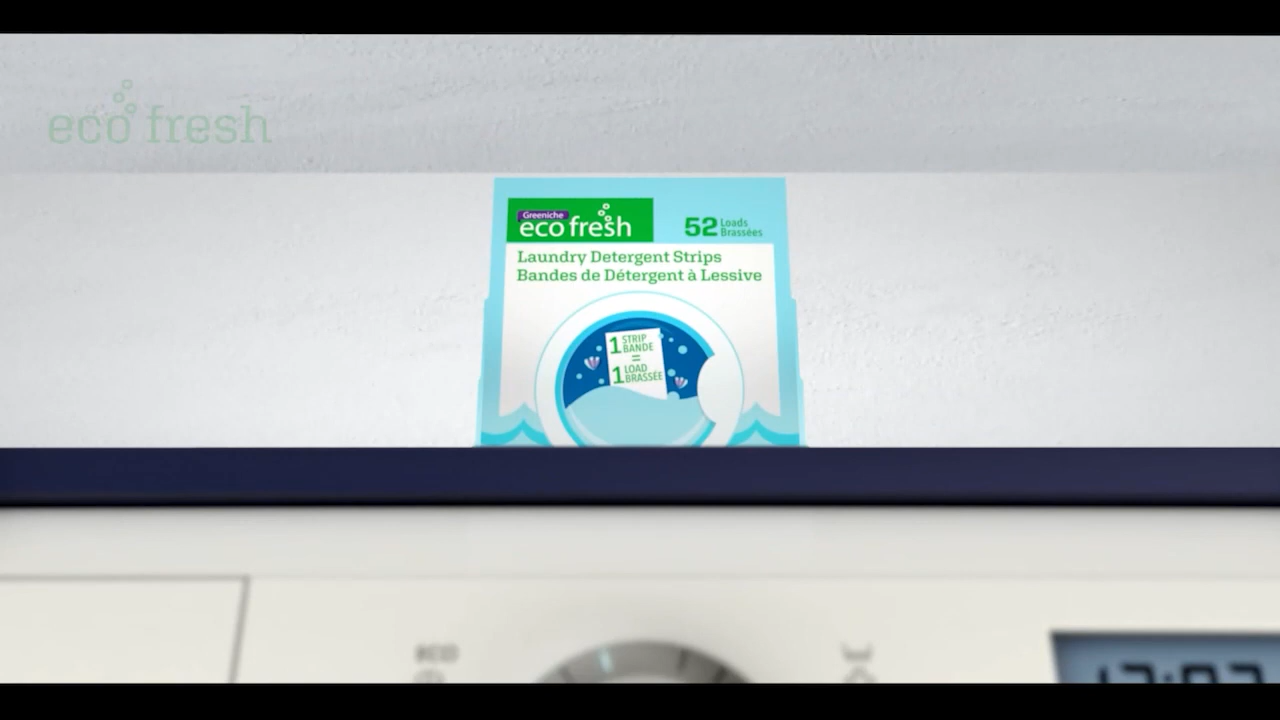 eco fresh
Greeniche
eco fresh
52 Loads
Brassées
Laundry Detergent Strips
Bandes de Détergent à Lessive
1 STRIP
BANDE
=
1 LOAD
BRASSÉE
eco